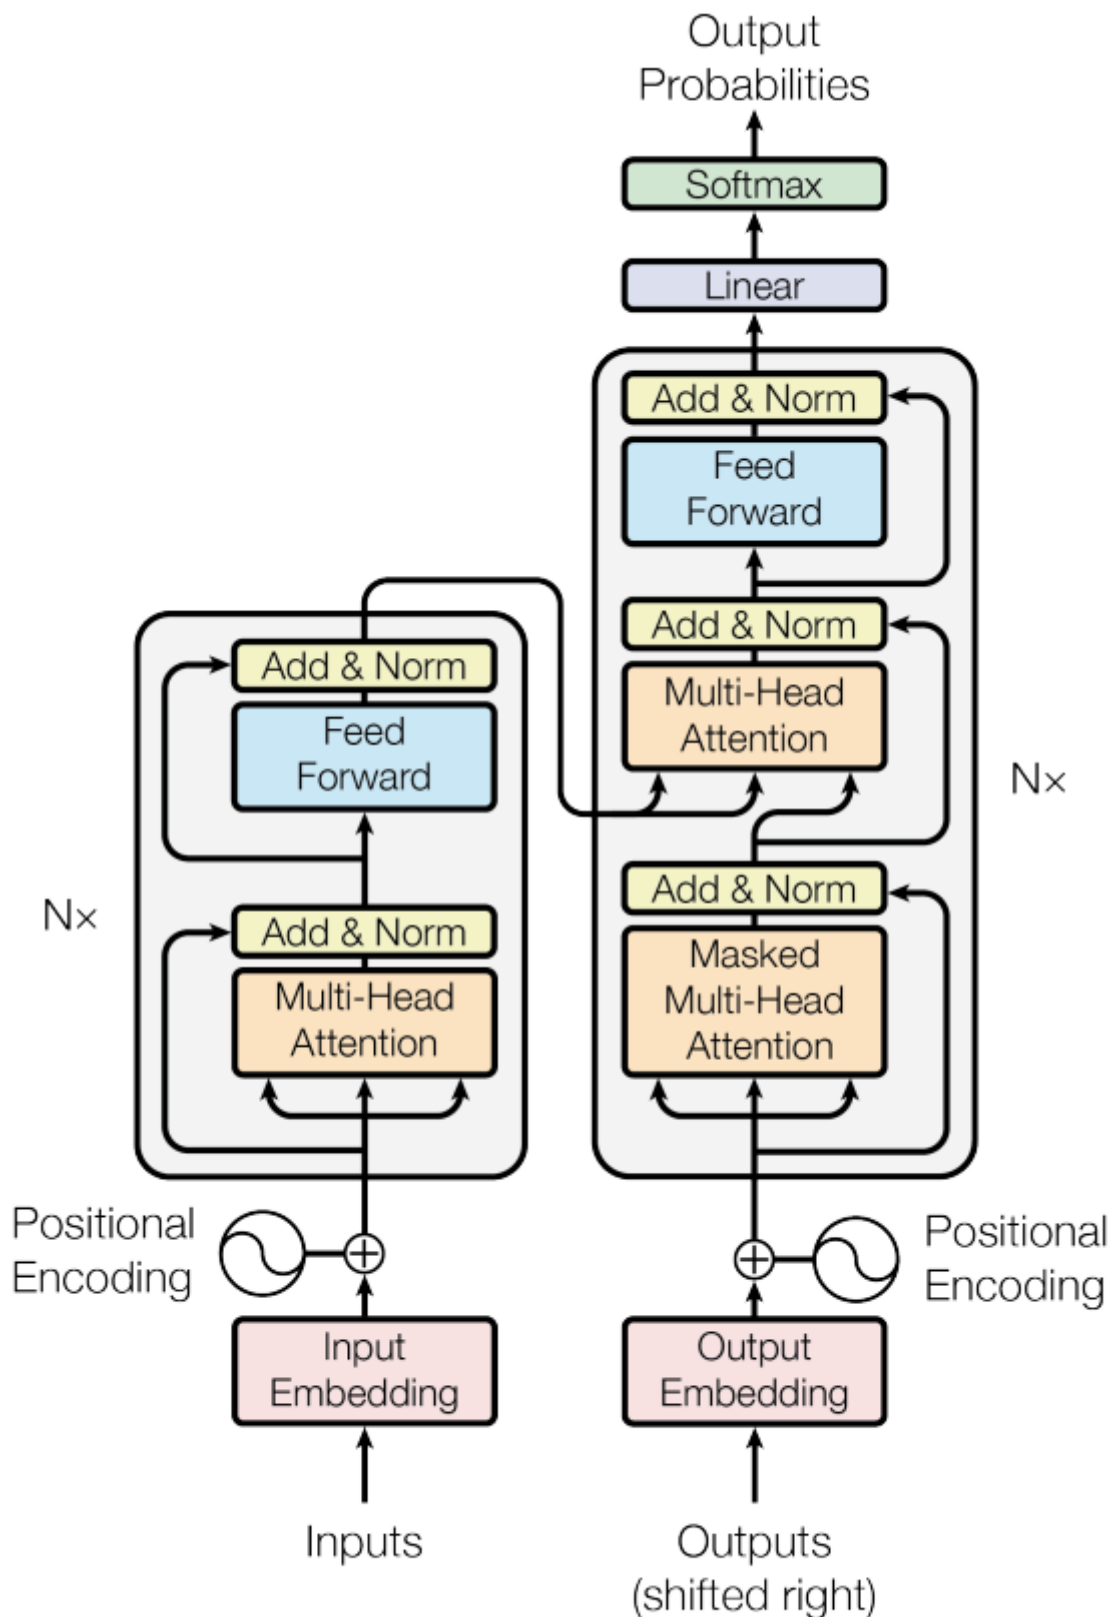 Output
Probabilities
Softmax
Linear
Add & Norm
Feed
Forward
Add & Norm
Multi-Head
Attention
Add & Norm
Masked
Multi-Head
Attention
N×
Add & Norm
Feed
Forward
Add & Norm
Multi-Head
Attention
N×
Positional
Encoding
Positional
Encoding
Input
Embedding
Output
Embedding
Inputs
Outputs
(shifted right)